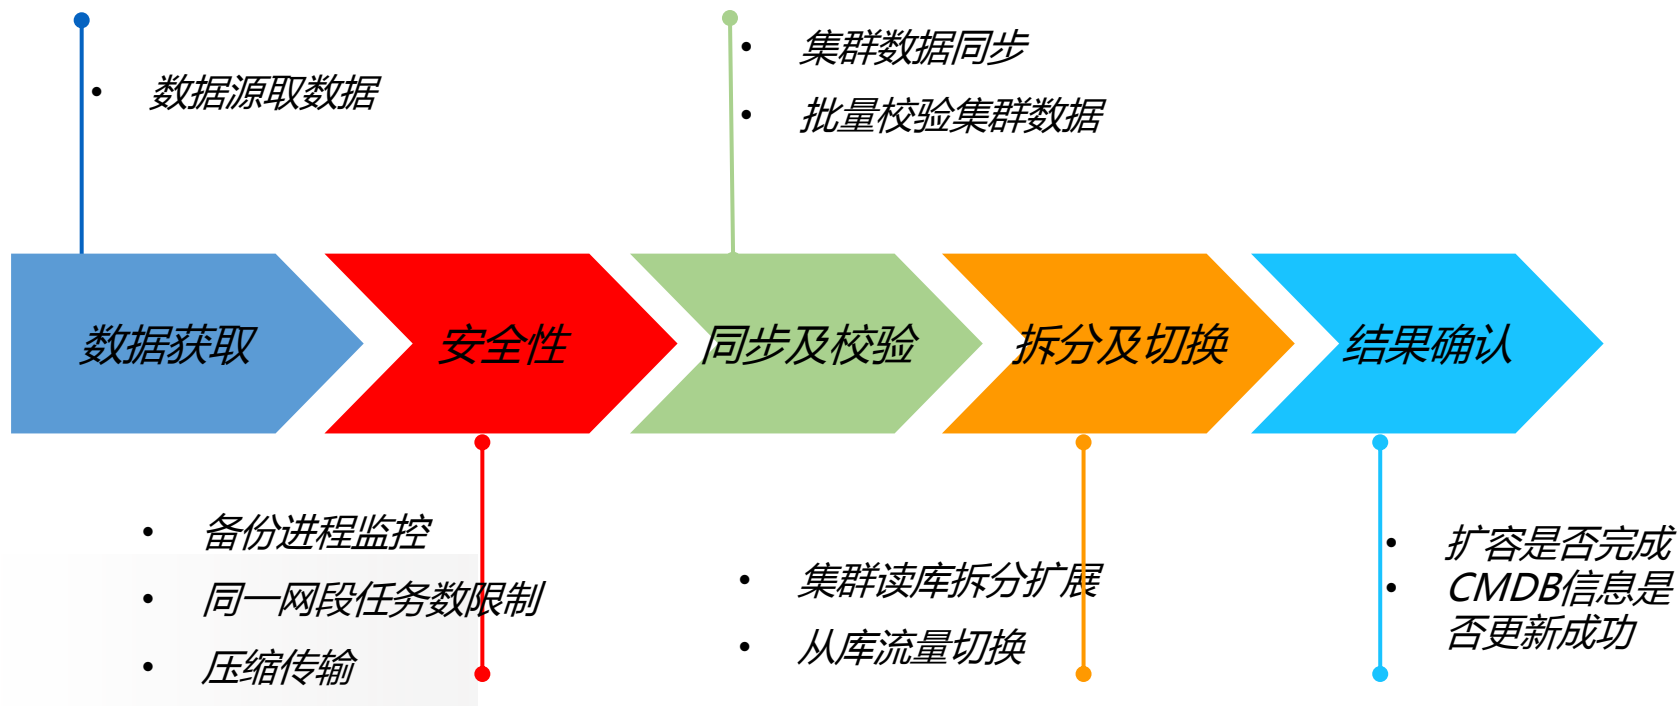 数据源取数据
集群数据同步
批量校验集群数据
数据获取
安全性
同步及校验
拆分及切换
结果确认
备份进程监控
同一网段任务数限制
压缩传输
集群读库拆分扩展
从库流量切换
扩容是否完成
CMDB信息是
否更新成功